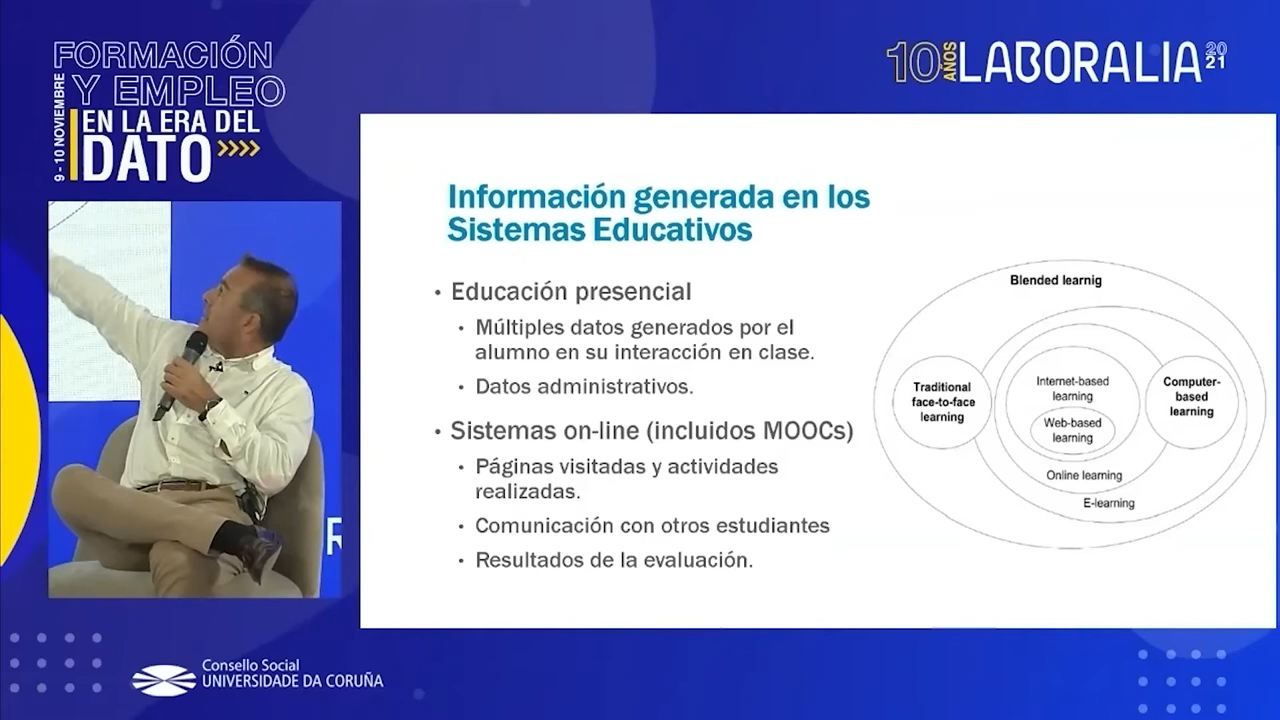 FORMACIÓN
Y EMPLEO
EN LA ERA DEL
DATO
9 - 10 NOVIEMBRE
10 AÑOS LABORALIA 2021
Información generada en los
Sistemas Educativos
• Educación presencial
• Múltiples datos generados por el
alumno en su interacción en clase.
• Datos administrativos.
• Sistemas on-line (incluidos MOOCs)
• Páginas visitadas y actividades
realizadas.
• Comunicación con otros estudiantes
• Resultados de la evaluación.
Blended learnig
Traditional
face-to-face
learning
Internet-based
learning
Web-based
learning
Computer-
based
learning
Online learning
E-learning
R
Consello Social
UNIVERSIDADE DA CORUÑA